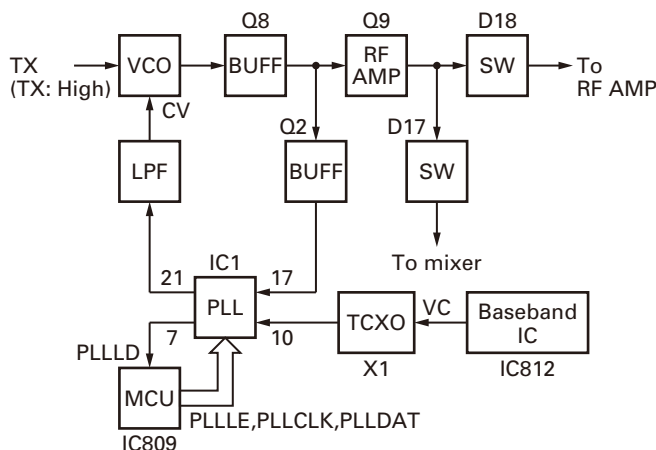 Q8
Q9
D18
TX
(TX: High)
VCO
BUFF
RF
AMP
SW
To
RF AMP
CV
Q2
D17
LPF
BUFF
SW
To mixer
IC1
21
17
PLL
7
10
TCXO
VC
Baseband
IC
X1
IC812
PLLLD
MCU
PLLLE,PLLCLK,PLLDAT
IC809